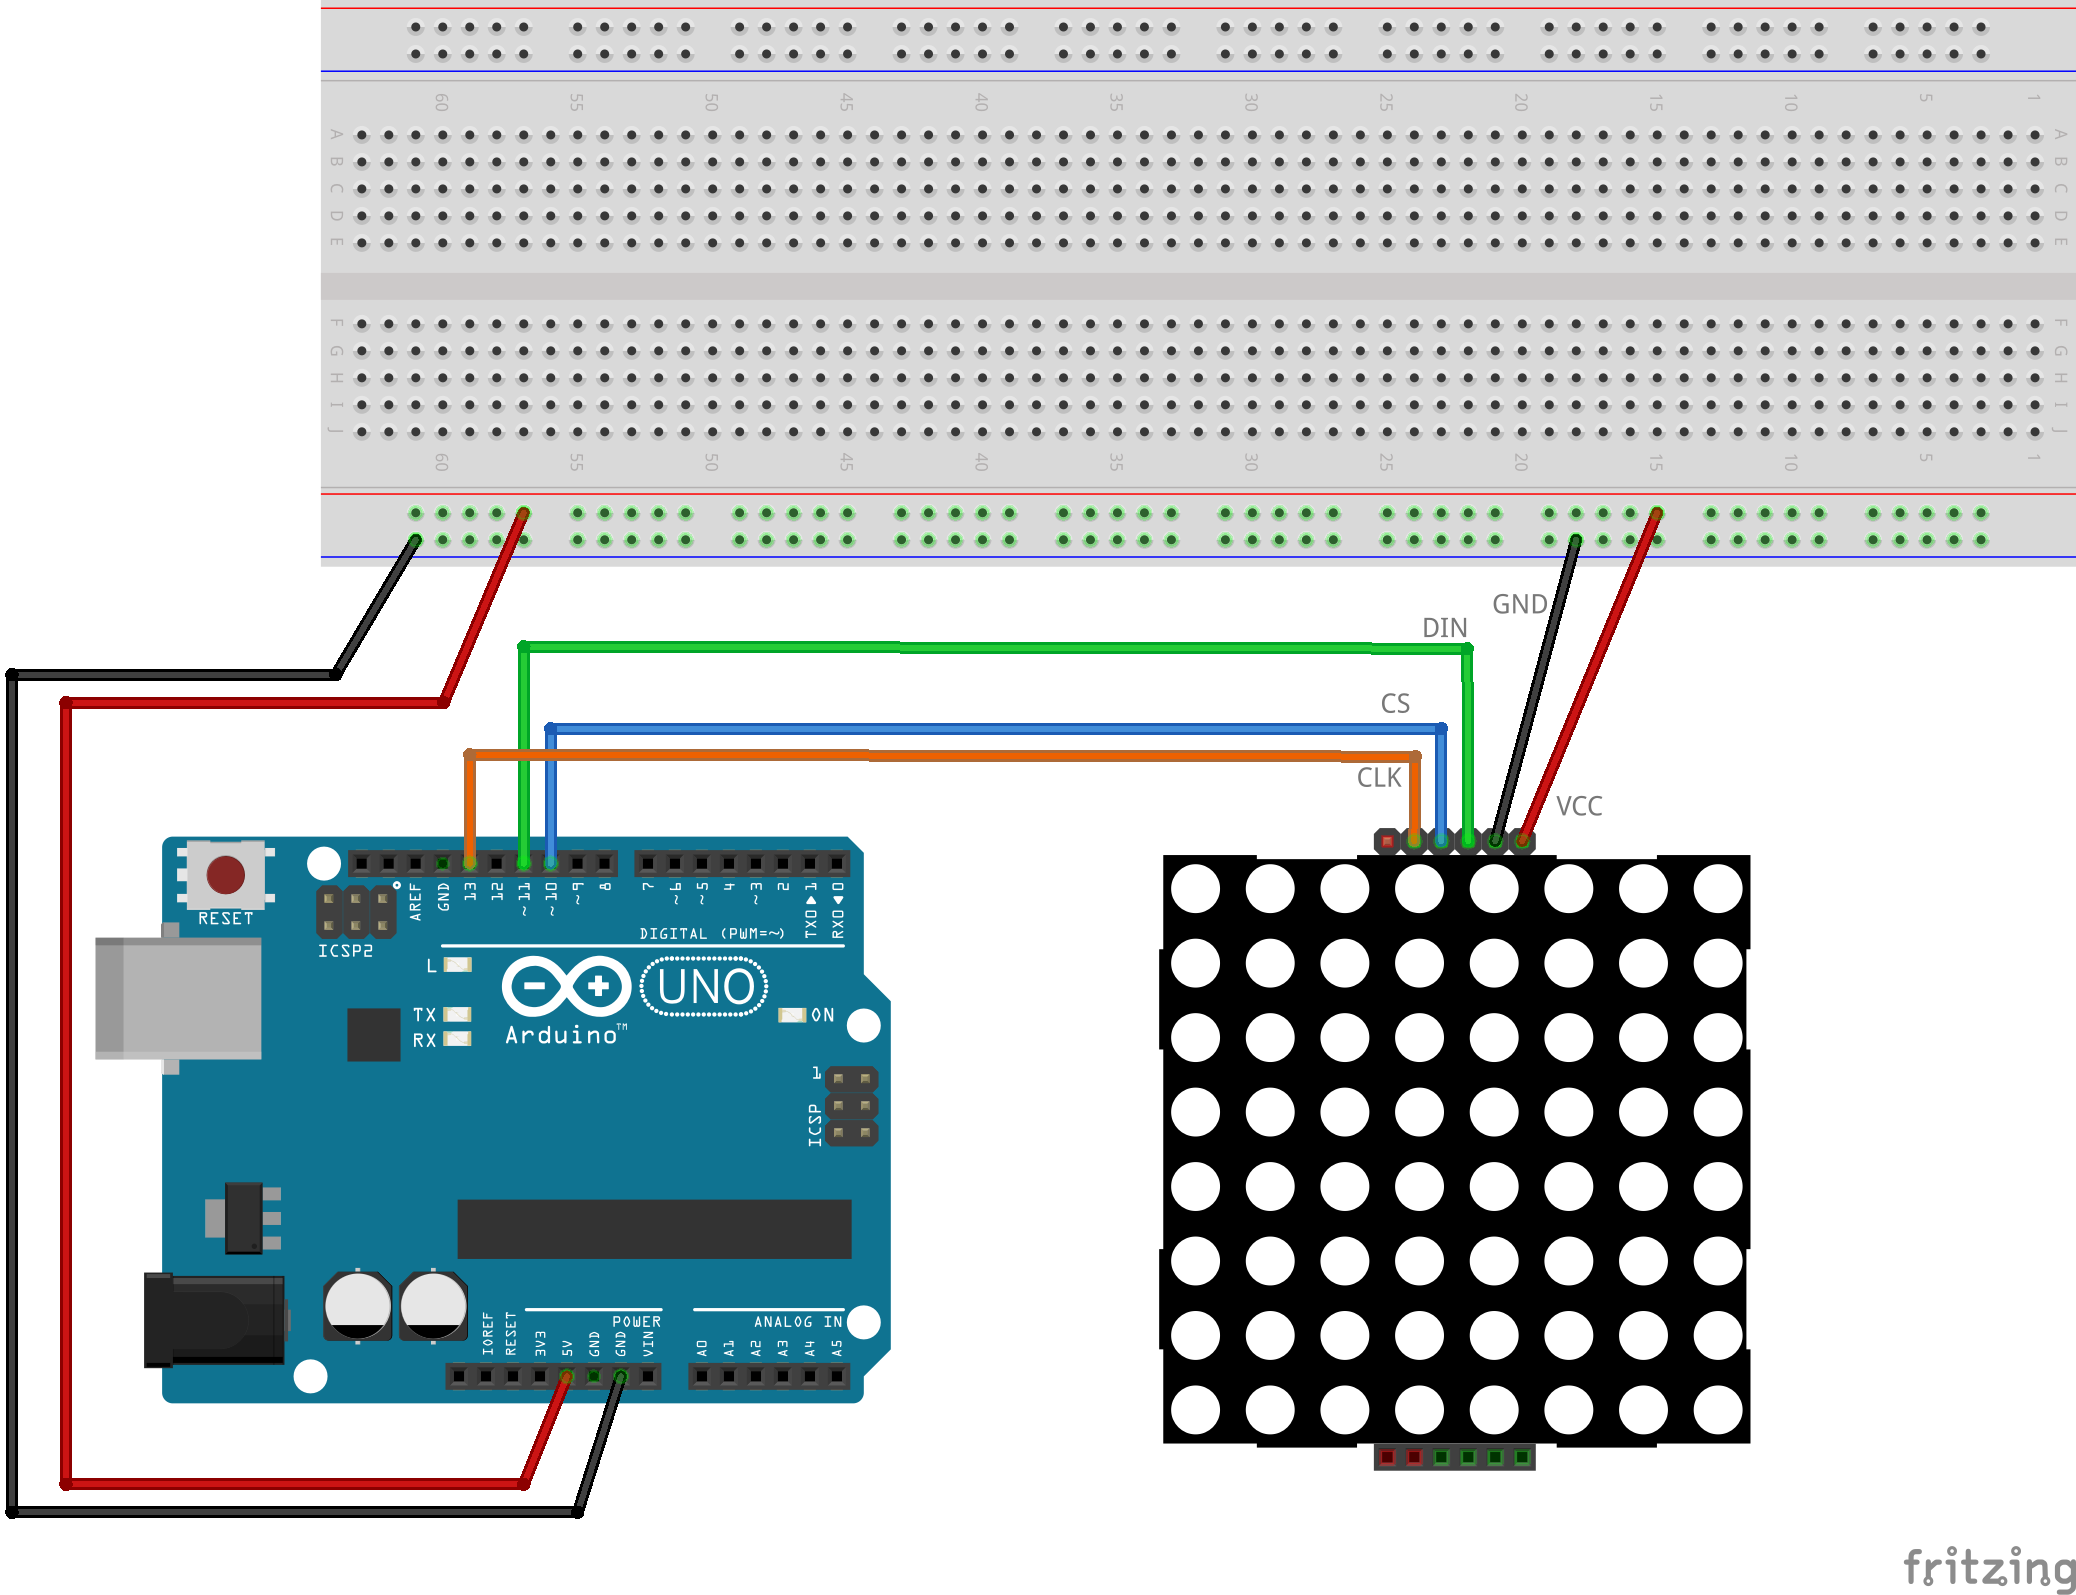 60 55 50 45 40 35 30 25 20 15 10 5 1
A A
B B
C C
D D
E E
F F
G G
H H
I I
J J
60 55 50 45 40 35 30 25 20 15 10 5 1
GND
DIN
CS
CLK
VCC
RESET
ICSP2
AREF GND 13 12 ~11 ~10 ~9 8 7 ~6 ~5 4 ~3 2 TX0▶1 RX0◀0
DIGITAL (PWM=~)
L
TX
RX
Arduino™
UNO
ON
1
ICSP
IOREF RESET 3V3 5V GND GND VIN
POWER
A0 A1 A2 A3 A4 A5
ANALOG IN
fritzing